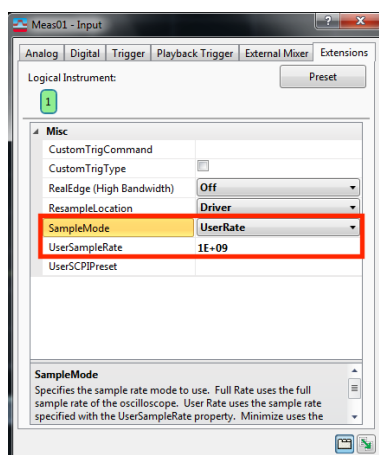 Meas01 - Input
Analog Digital Trigger Playback Trigger External Mixer Extensions
Logical Instrument: Preset
1
Misc
CustomTrigCommand
CustomTrigType
RealEdge (High Bandwidth) Off
ResampleLocation Driver
SampleMode UserRate
UserSampleRate 1E+09
UserSCPIPreset
SampleMode
Specifies the sample rate mode to use. Full Rate uses the full
sample rate of the oscilloscope. User Rate uses the sample rate
specified with the UserSampleRate property. Minimize uses the